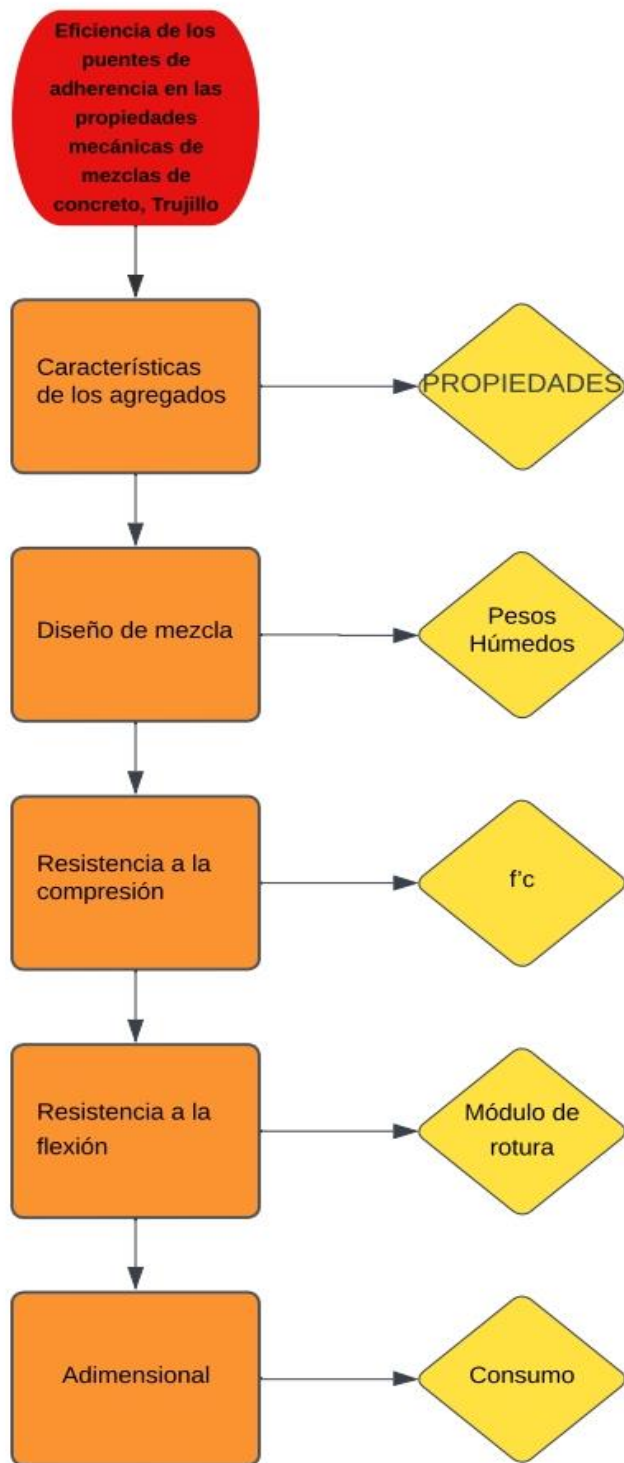 Eficiencia de los
puentes de
adherencia en las
propiedades
mecánicas de
mezclas de
concreto, Trujillo
Características
de los agregados
PROPIEDADES
Diseño de mezcla
Pesos
Húmedos
Resistencia a la
compresión
f'c
Resistencia a la
flexión
Módulo de
rotura
Adimensional
Consumo